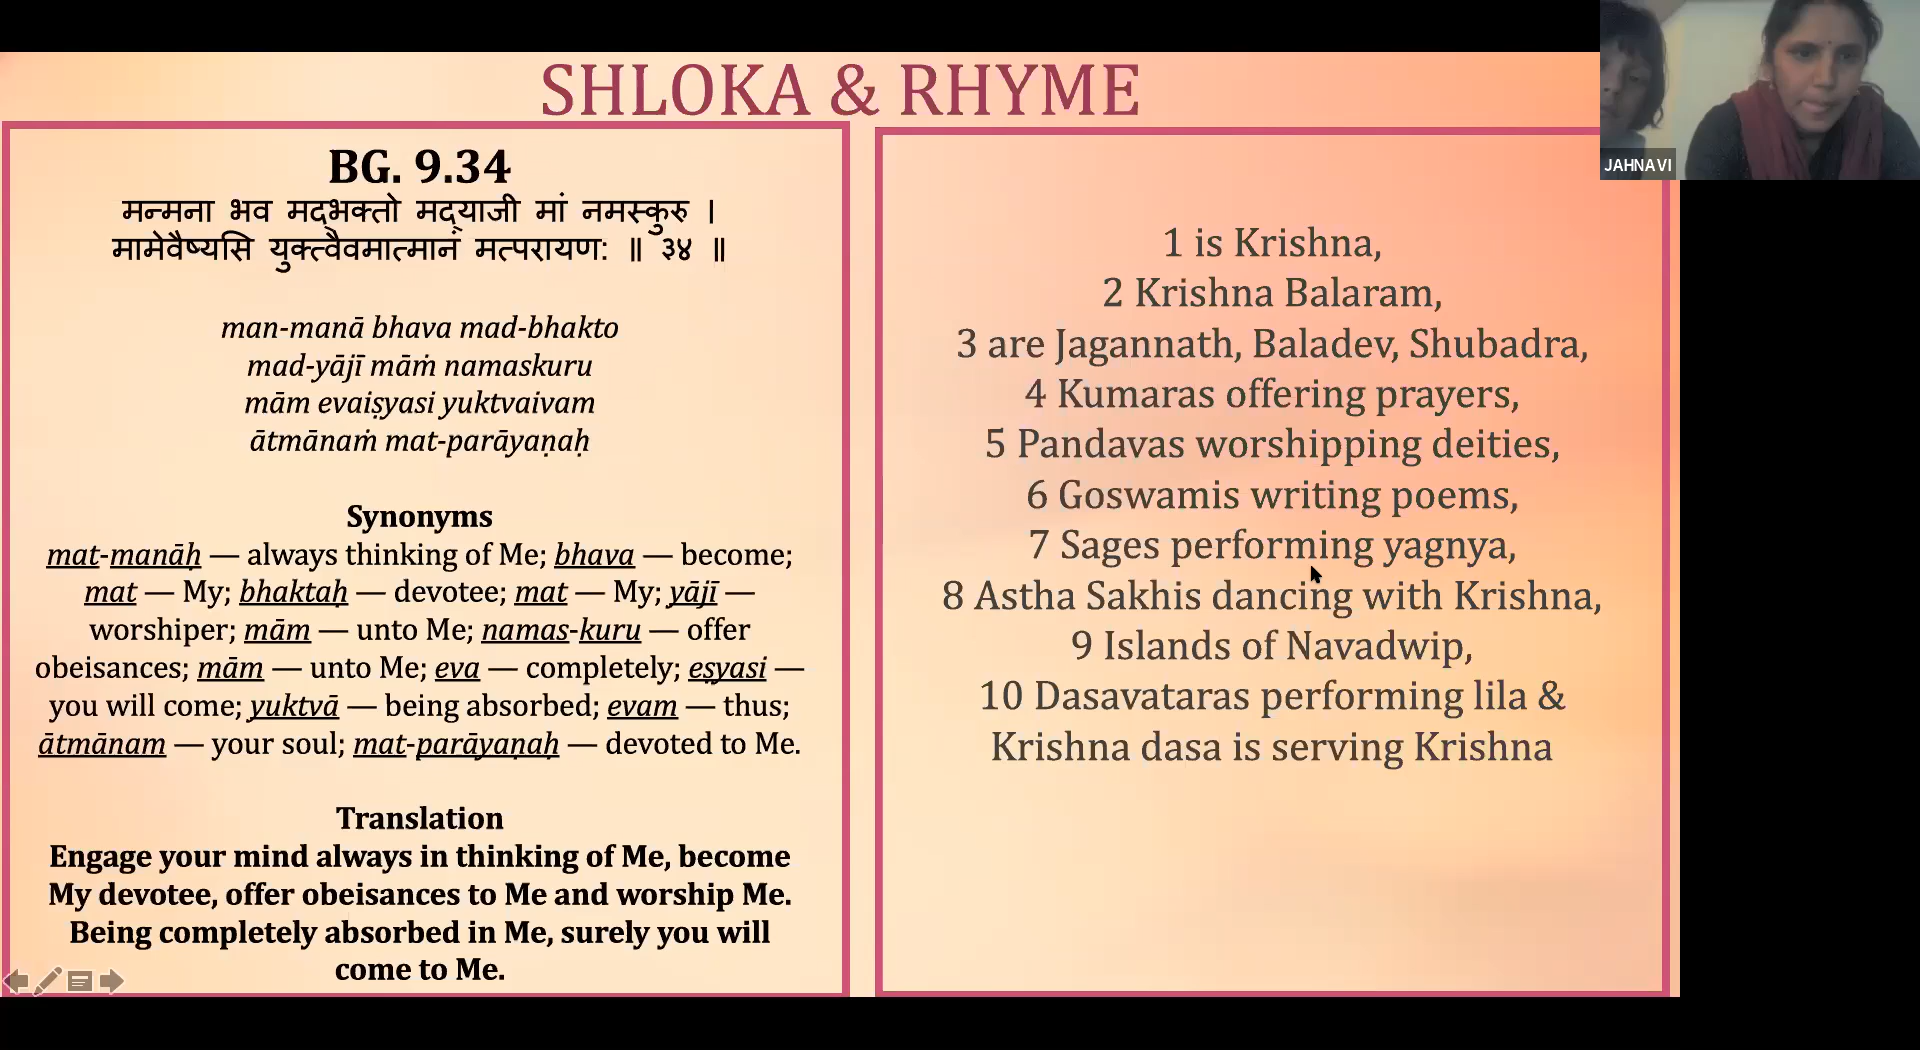 SHLOKA & RHYME
BG. 9.34
मन्मना भव मद्भक्तो मद्याजी मां नमस्कुरु ।
मामेवैष्यसि युक्त्वैवमात्मानं मत्परायण: ॥ ३४ ॥
man-manā bhava mad-bhakto
mad-yājī māṁ namaskuru
mām evaiṣyasi yuktvaivam
ātmānaṁ mat-parāyaṇaḥ
Synonyms
mat-manāḥ — always thinking of Me; bhava — become;
mat — My; bhaktaḥ — devotee; mat — My; yājī —
worshiper; mām — unto Me; namas-kuru — offer
obeisances; mām — unto Me; eva — completely; eṣyasi —
you will come; yuktvā — being absorbed; evam — thus;
ātmānam — your soul; mat-parāyaṇaḥ — devoted to Me.
Translation
Engage your mind always in thinking of Me, become
My devotee, offer obeisances to Me and worship Me.
Being completely absorbed in Me, surely you will
come to Me.
1 is Krishna,
2 Krishna Balaram,
3 are Jagannath, Baladev, Shubadra,
4 Kumaras offering prayers,
5 Pandavas worshipping deities,
6 Goswamis writing poems,
7 Sages performing yagnya,
8 Astha Sakhis dancing with Krishna,
9 Islands of Navadwip,
10 Dasavataras performing lila &
Krishna dasa is serving Krishna
JAHNAVI